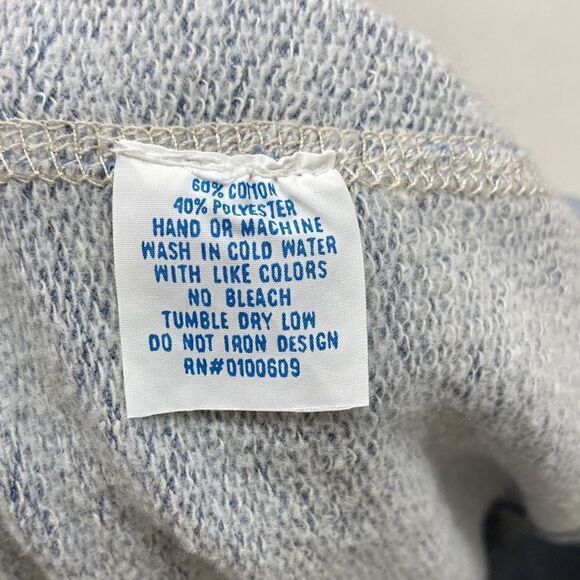 60% COTTON
40% POLYESTER
HAND OR MACHINE
WASH IN COLD WATER
WITH LIKE COLORS
NO BLEACH
TUMBLE DRY LOW
DO NOT IRON DESIGN
RN#0100609